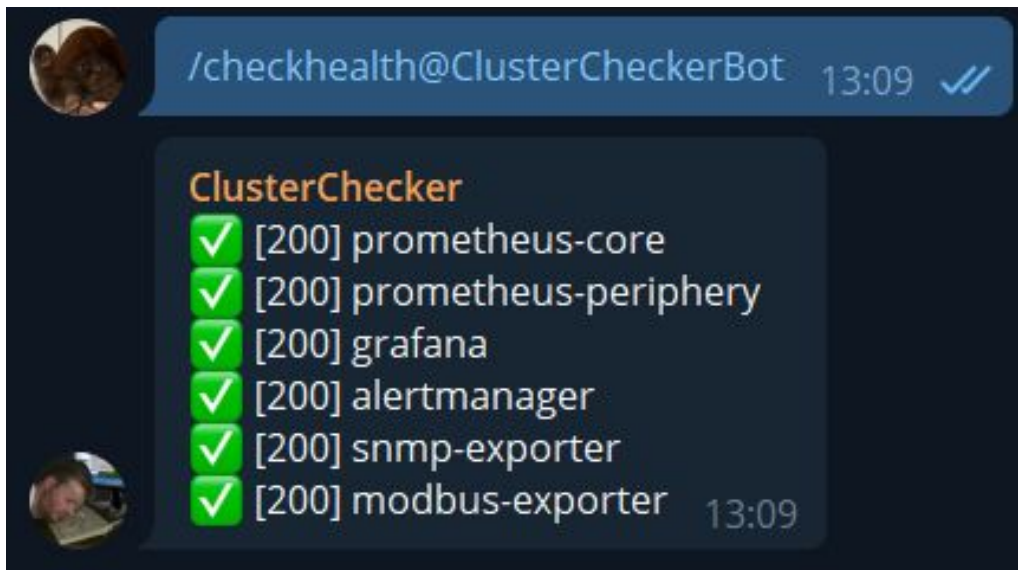 /checkhealth@ClusterCheckerBot 13:09
ClusterChecker
✅ [200] prometheus-core
✅ [200] prometheus-periphery
✅ [200] grafana
✅ [200] alertmanager
✅ [200] snmp-exporter
✅ [200] modbus-exporter 13:09